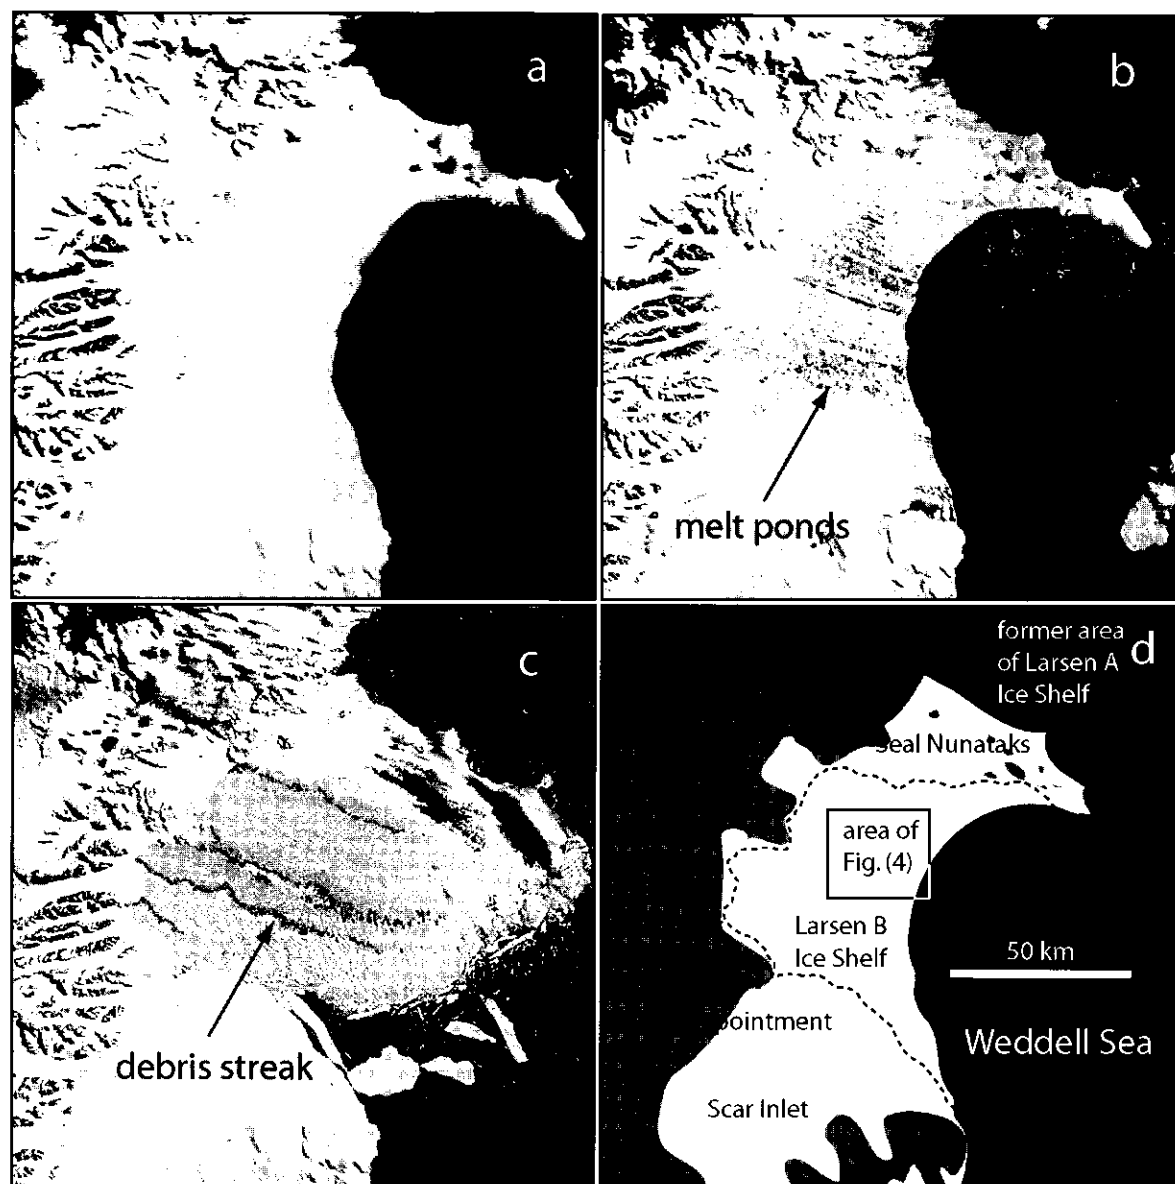 a
b
melt ponds
c
debris streak
former area
of Larsen A
Ice Shelf
d
Seal Nunataks
area of
Fig. (4)
Larsen B
Ice Shelf
50 km
pointment
Weddell Sea
Scar Inlet